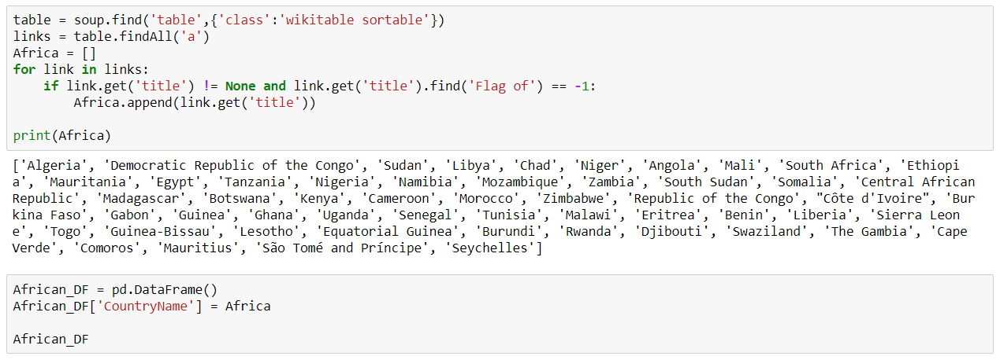 table = soup.find('table',{'class':'wikitable sortable'})
links = table.findAll('a')
Africa = []
for link in links:
    if link.get('title') != None and link.get('title').find('Flag of') == -1:
        Africa.append(link.get('title'))
print(Africa)
['Algeria', 'Democratic Republic of the Congo', 'Sudan', 'Libya', 'Chad', 'Niger', 'Angola', 'Mali', 'South Africa', 'Ethiopi
a', 'Mauritania', 'Egypt', 'Tanzania', 'Nigeria', 'Namibia', 'Mozambique', 'Zambia', 'South Sudan', 'Somalia', 'Central African
Republic', 'Madagascar', 'Botswana', 'Kenya', 'Cameroon', 'Morocco', 'Zimbabwe', 'Republic of the Congo', "Côte d'Ivoire", 'Bur
kina Faso', 'Gabon', 'Guinea', 'Ghana', 'Uganda', 'Senegal', 'Tunisia', 'Malawi', 'Eritrea', 'Benin', 'Liberia', 'Sierra Leon
e', 'Togo', 'Guinea-Bissau', 'Lesotho', 'Equatorial Guinea', 'Burundi', 'Rwanda', 'Djibouti', 'Swaziland', 'The Gambia', 'Cape
Verde', 'Comoros', 'Mauritius', 'São Tomé and Príncipe', 'Seychelles']
African_DF = pd.DataFrame()
African_DF['CountryName'] = Africa
African_DF